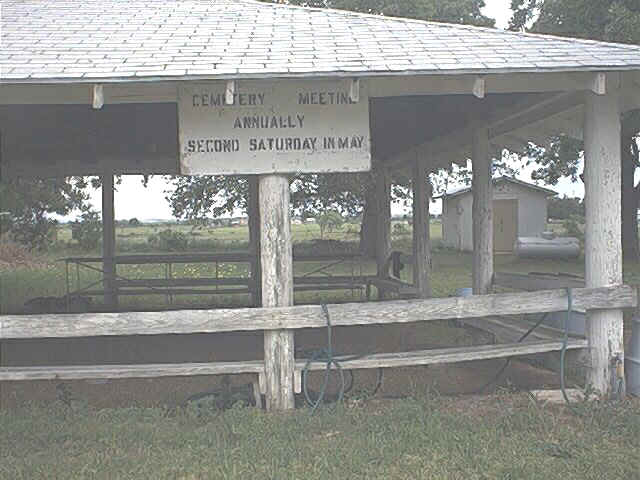 CEMETERY MEETING
ANNUALLY
SECOND SATURDAY IN MAY